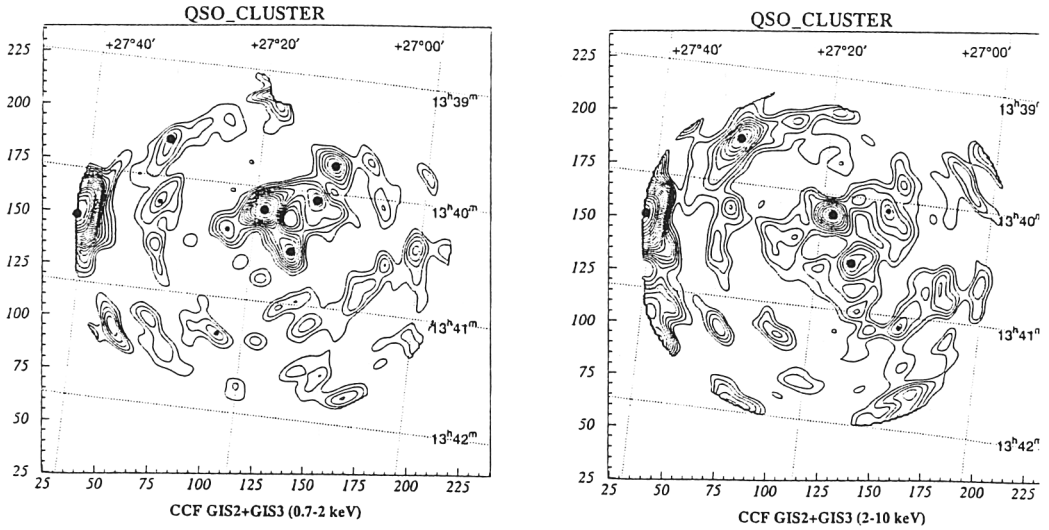 QSO_CLUSTER
+27°40′ +27°20′ +27°00′
225
200
175
150
125
100
75
50
25
13h39m
13h40m
13h41m
13h42m
25 50 75 100 125 150 175 200 225
CCF GIS2+GIS3 (0.7-2 keV)
QSO_CLUSTER
+27°40′ +27°20′ +27°00′
225
200
175
150
125
100
75
50
25
13h39m
13h40m
13h41m
13h42m
25 50 75 100 125 150 175 200 225
CCF GIS2+GIS3 (2-10 keV)